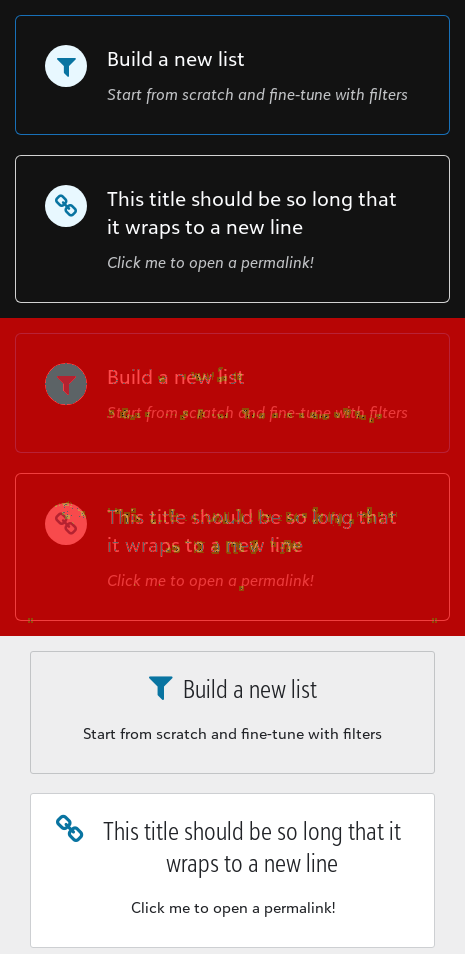 Build a new list
Start from scratch and fine-tune with filters
This title should be so long that
it wraps to a new line
Click me to open a permalink!
Build a new list
Start from scratch and fine-tune with filters
This title should be so long that
it wraps to a new line
Click me to open a permalink!
Build a new list
Start from scratch and fine-tune with filters
This title should be so long that it
wraps to a new line
Click me to open a permalink!